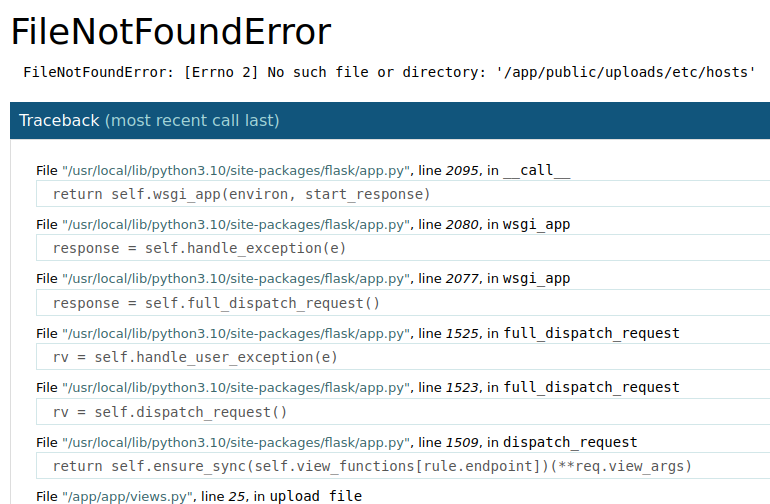 FileNotFoundError
FileNotFoundError: [Errno 2] No such file or directory: '/app/public/uploads/etc/hosts'
Traceback (most recent call last)
File "/usr/local/lib/python3.10/site-packages/flask/app.py", line 2095, in __call__
return self.wsgi_app(environ, start_response)
File "/usr/local/lib/python3.10/site-packages/flask/app.py", line 2080, in wsgi_app
response = self.handle_exception(e)
File "/usr/local/lib/python3.10/site-packages/flask/app.py", line 2077, in wsgi_app
response = self.full_dispatch_request()
File "/usr/local/lib/python3.10/site-packages/flask/app.py", line 1525, in full_dispatch_request
rv = self.handle_user_exception(e)
File "/usr/local/lib/python3.10/site-packages/flask/app.py", line 1523, in full_dispatch_request
rv = self.dispatch_request()
File "/usr/local/lib/python3.10/site-packages/flask/app.py", line 1509, in dispatch_request
return self.ensure_sync(self.view_functions[rule.endpoint])(**req.view_args)
File "/app/app/views.py", line 25, in upload_file